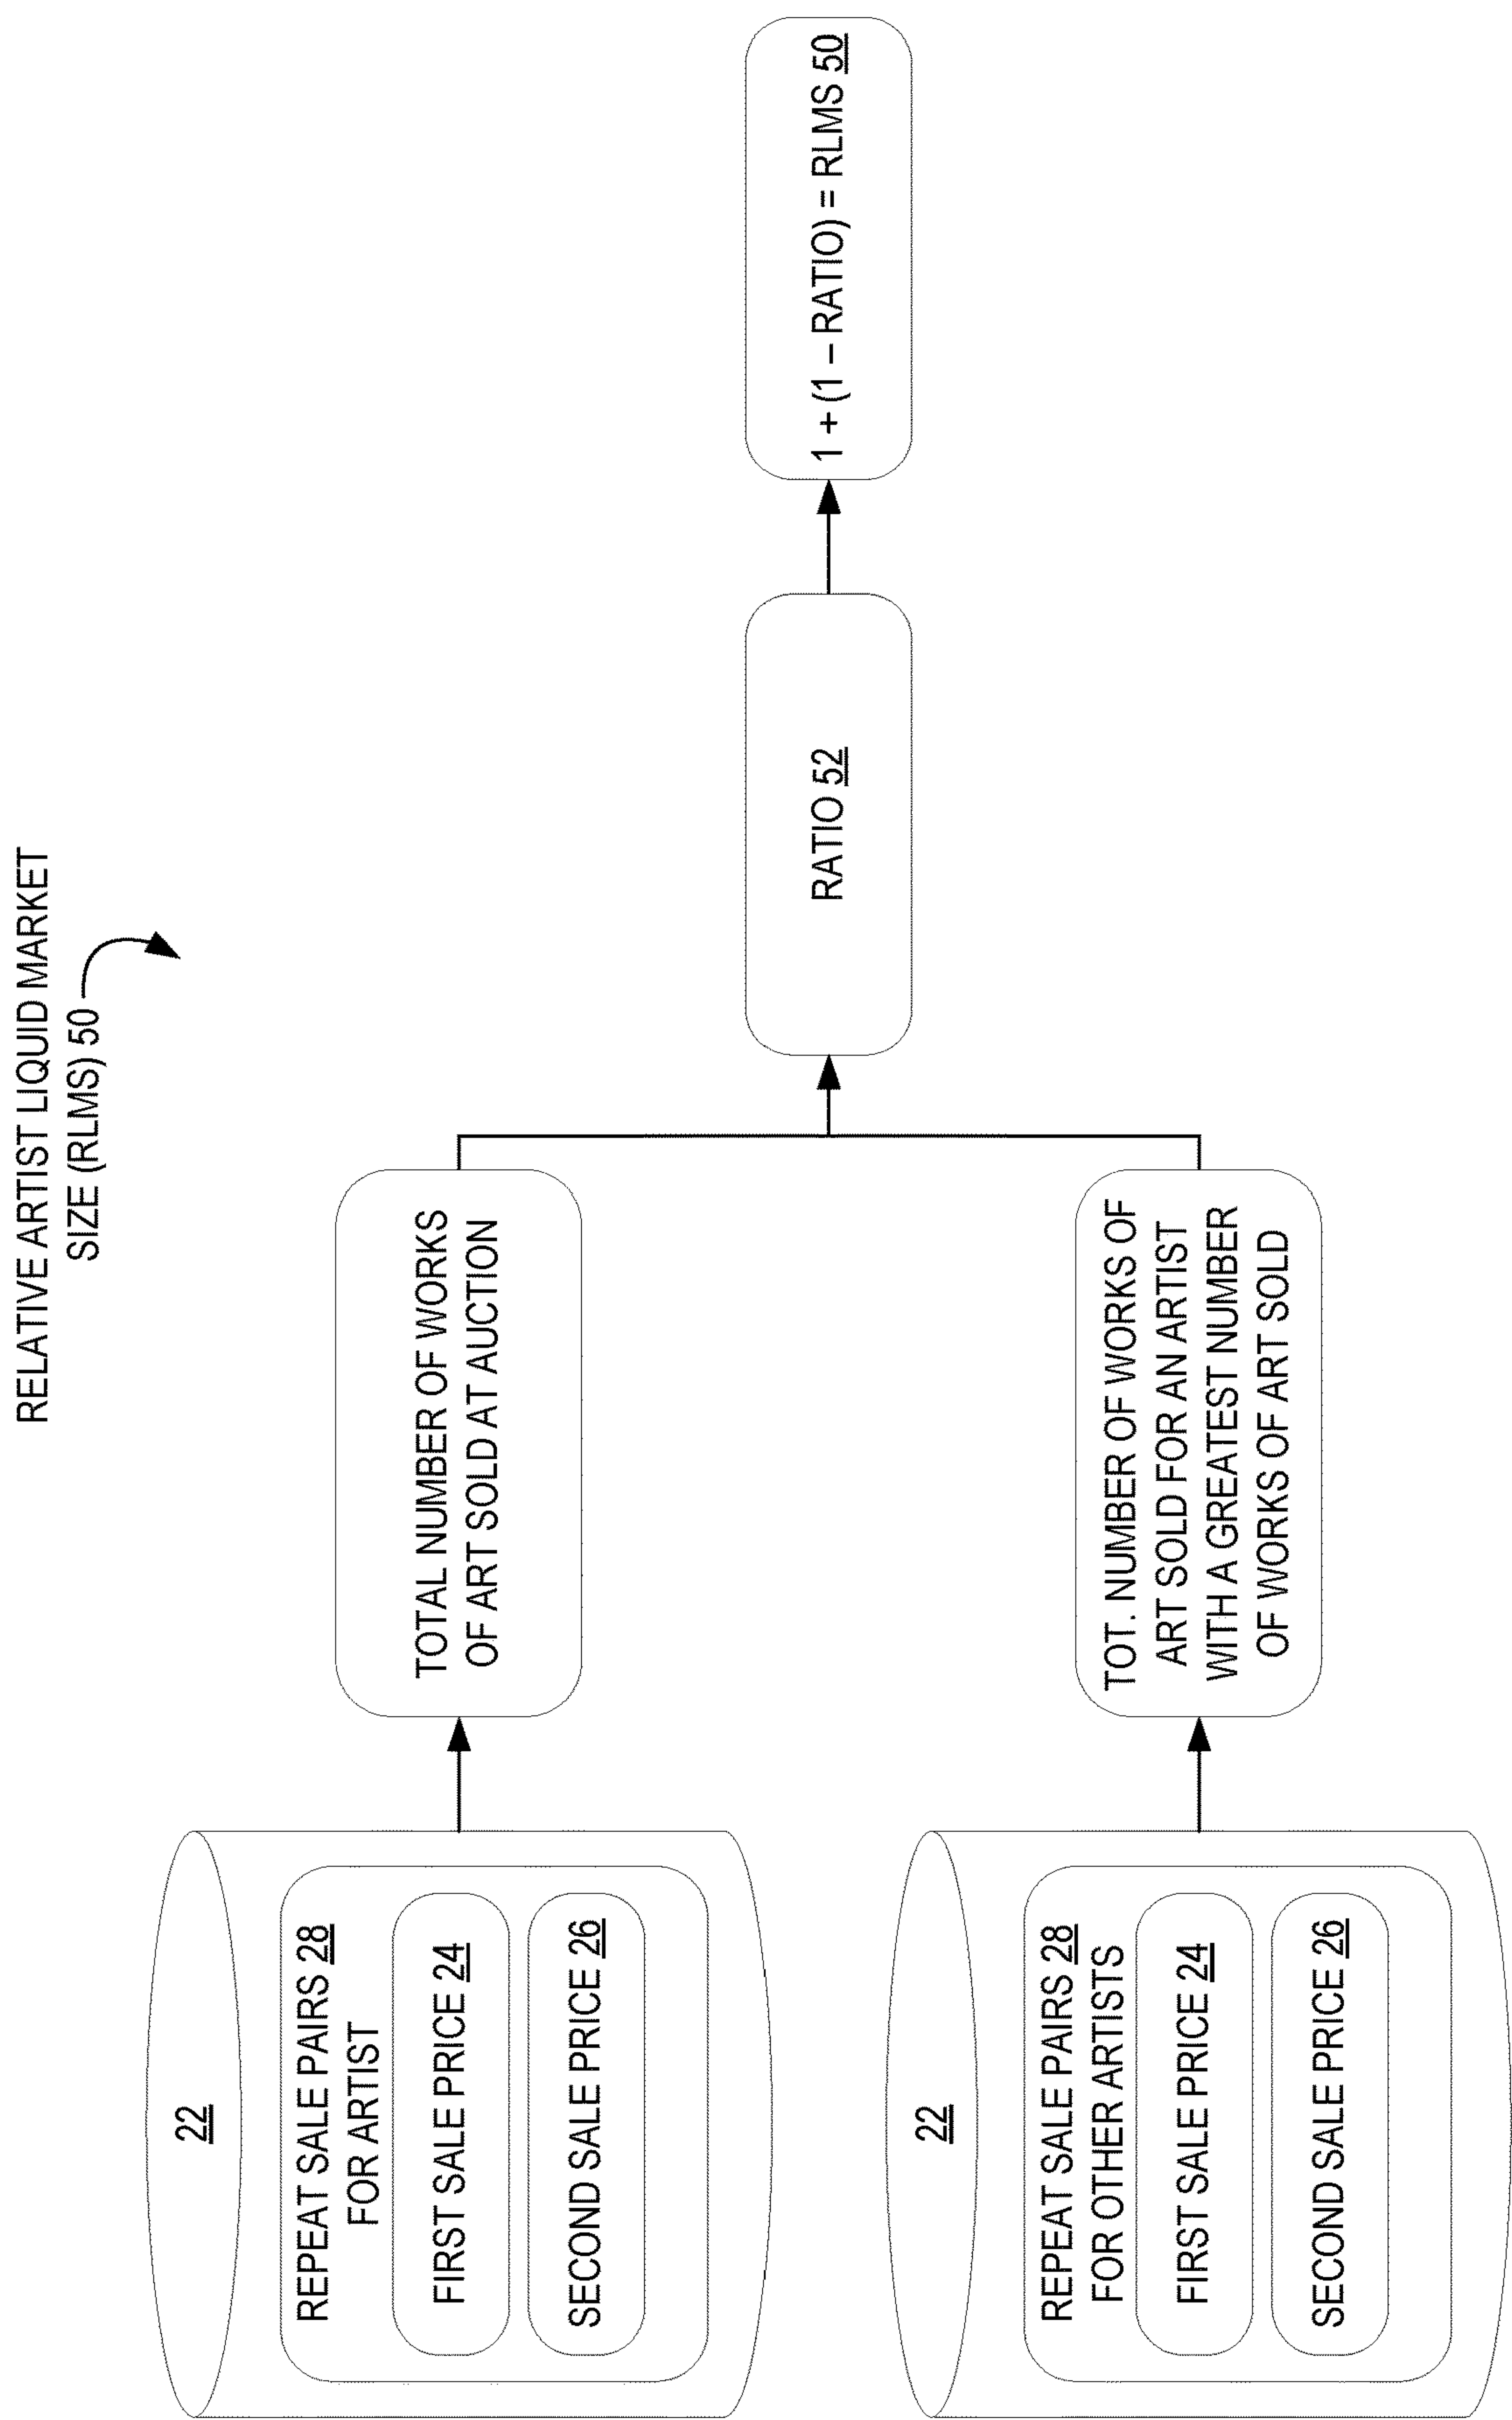 RELATIVE ARTIST LIQUID MARKET
SIZE (RLMS) 50
22
REPEAT SALE PAIRS 28
FOR ARTIST
FIRST SALE PRICE 24
SECOND SALE PRICE 26
TOTAL NUMBER OF WORKS
OF ART SOLD AT AUCTION
22
REPEAT SALE PAIRS 28
FOR OTHER ARTISTS
FIRST SALE PRICE 24
SECOND SALE PRICE 26
TOT. NUMBER OF WORKS OF
ART SOLD FOR AN ARTIST
WITH A GREATEST NUMBER
OF WORKS OF ART SOLD
RATIO 52
1 + (1 – RATIO) = RLMS 50